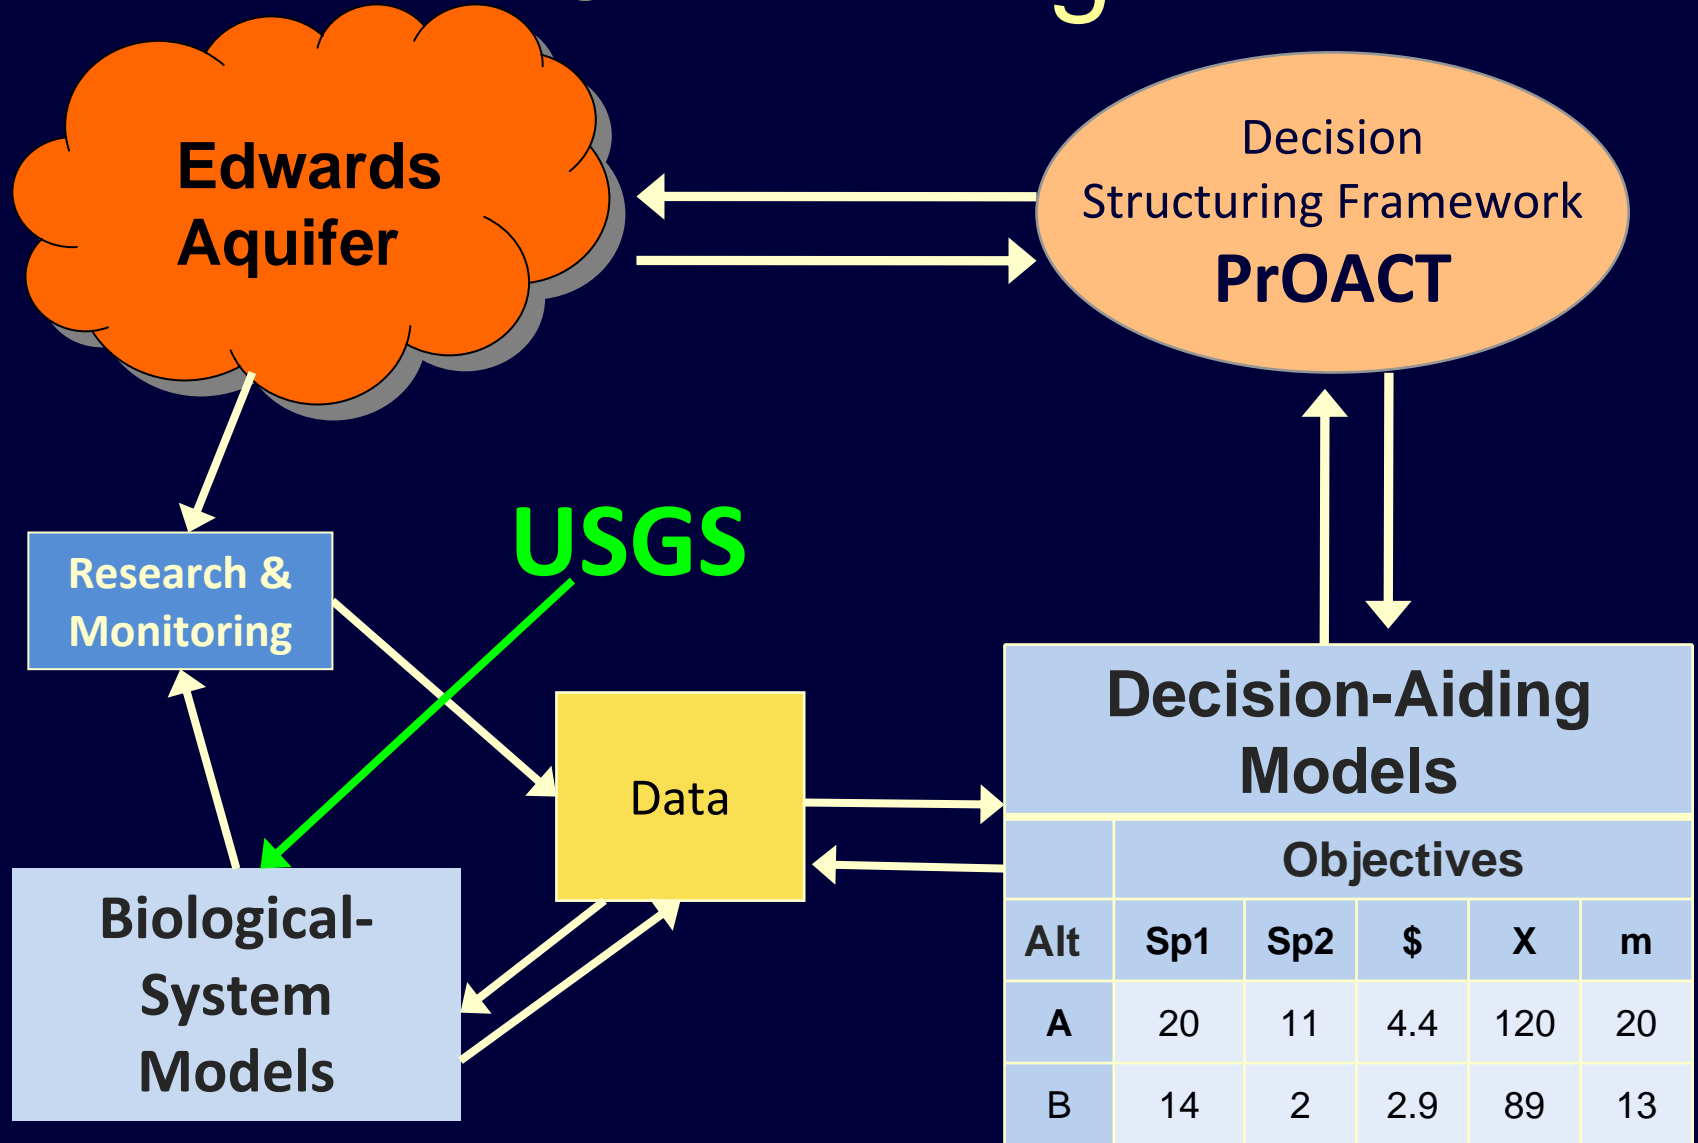 Edwards
Aquifer
Decision
Structuring Framework
PrOACT
USGS
Research &
Monitoring
Data
Biological-
System
Models
Decision-Aiding
Models
Objectives
Alt Sp1 Sp2 $ X m
A 20 11 4.4 120 20
B 14 2 2.9 89 13